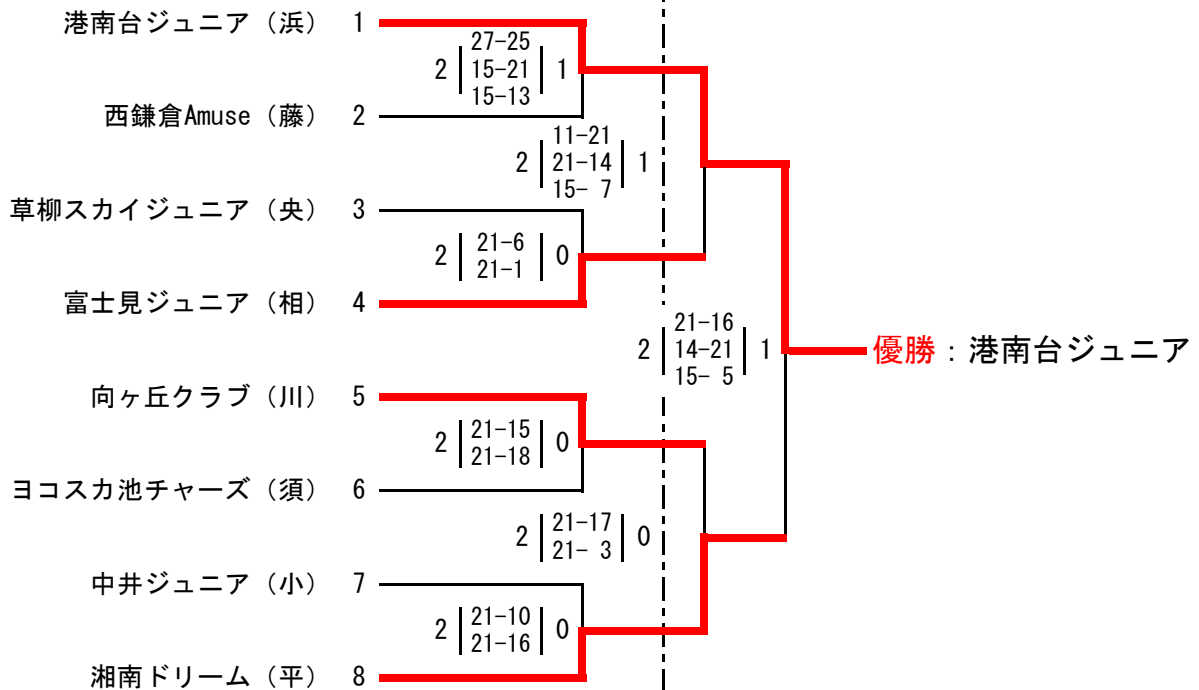 港南台ジュニア（浜） 1
27-25
2 15-21 1
15-13
西鎌倉Amuse（藤） 2
11-21
2 21-14 1
15- 7
草柳スカイジュニア（央） 3
21-6
2 0
21-1
富士見ジュニア（相） 4
21-16
2 14-21 1
15- 5
優勝：港南台ジュニア
向ヶ丘クラブ（川） 5
21-15
2 0
21-18
ヨコスカ池チャーズ（須） 6
21-17
2 0
21- 3
中井ジュニア（小） 7
21-10
2 0
21-16
湘南ドリーム（平） 8